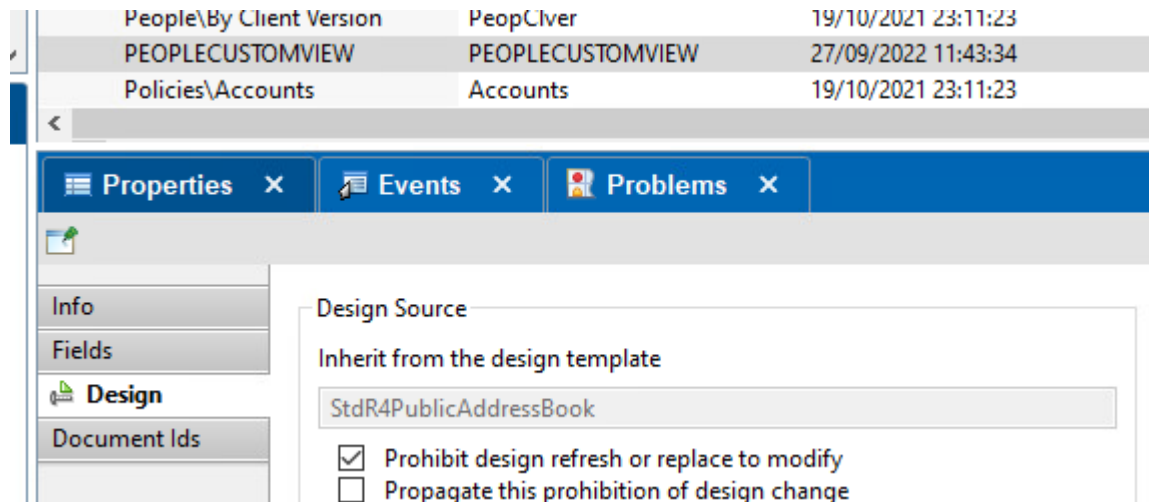 People\By Client Version PeopClver 19/10/2021 23:11:23
PEOPLECUSTOMVIEW PEOPLECUSTOMVIEW 27/09/2022 11:43:34
Policies\Accounts Accounts 19/10/2021 23:11:23
Properties Events Problems
Info
Design Source
Fields
Inherit from the design template
Design
StdR4PublicAddressBook
Document Ids
Prohibit design refresh or replace to modify
Propagate this prohibition of design change